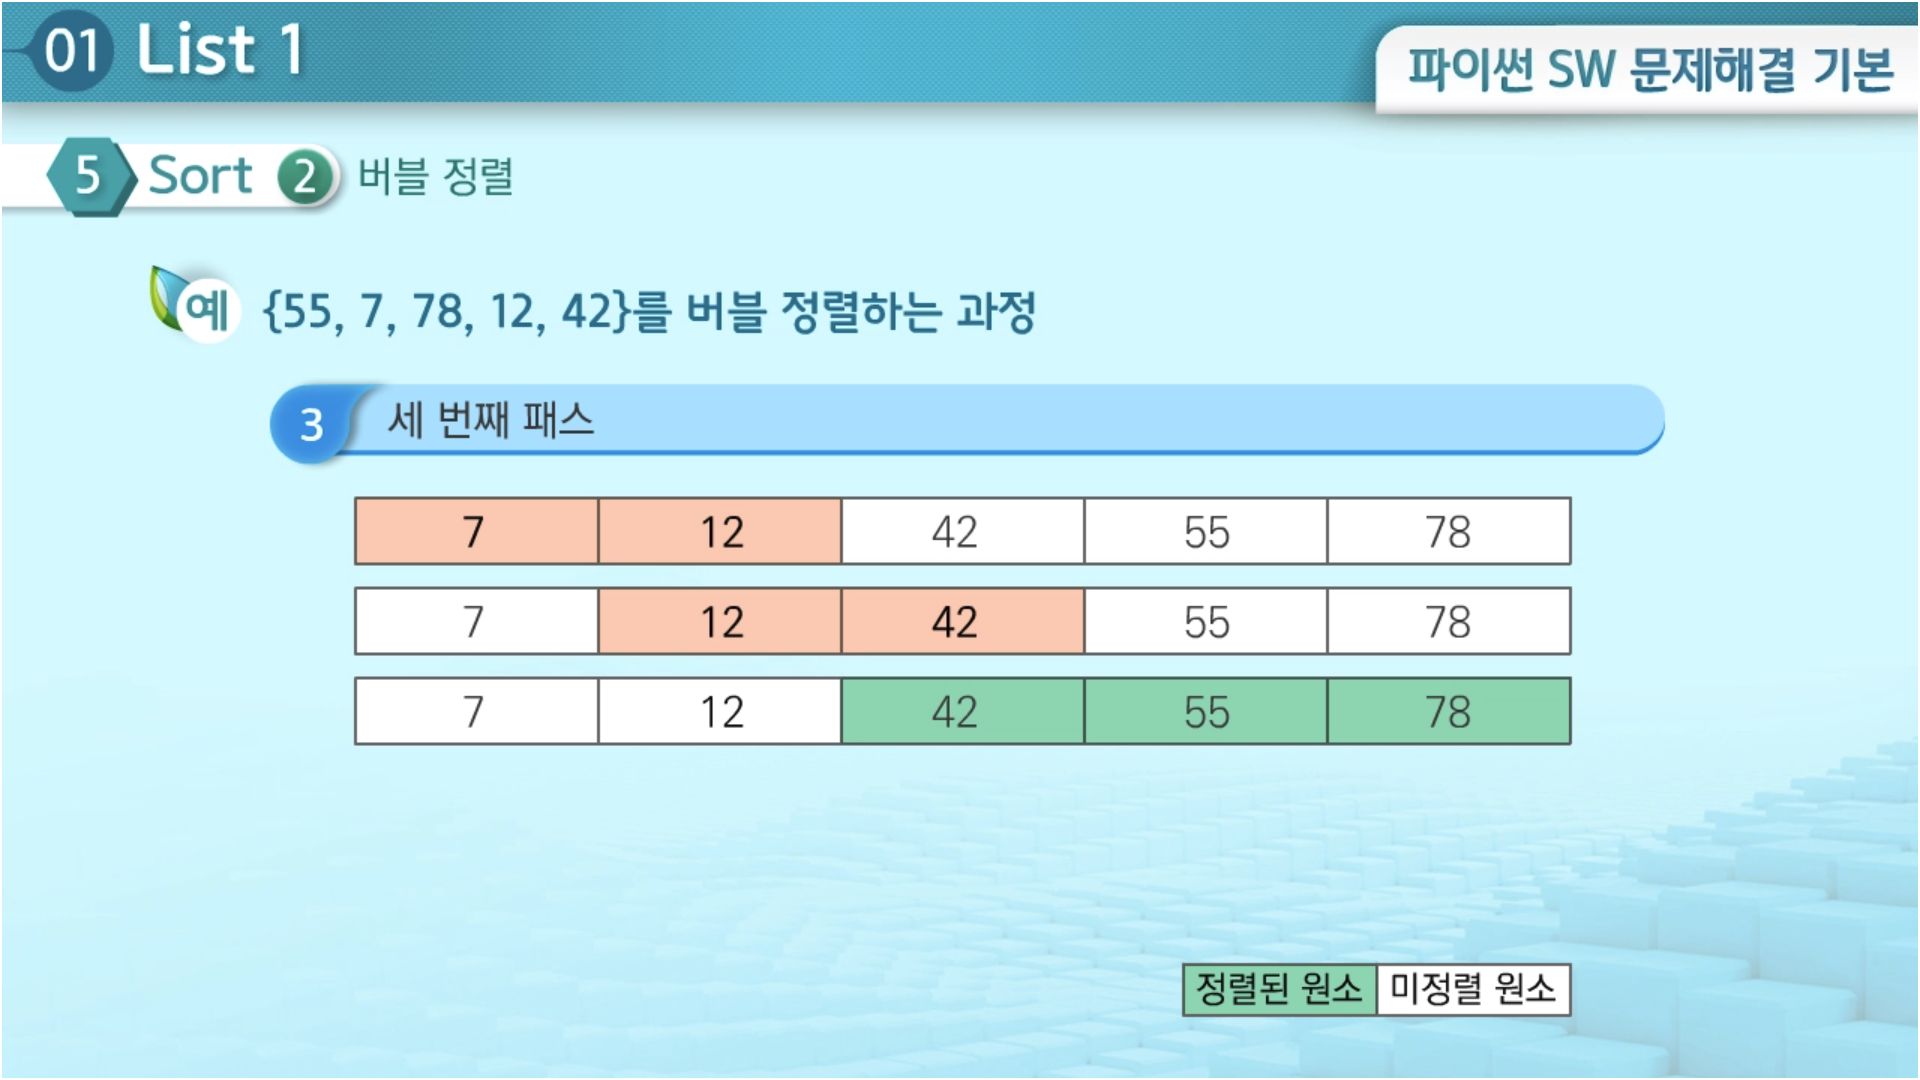 01 List 1
파이썬 SW 문제해결 기본
5 Sort 2 버블 정렬
예 {55, 7, 78, 12, 42}를 버블 정렬하는 과정
3 세 번째 패스
7 12 42 55 78
7 12 42 55 78
7 12 42 55 78
정렬된 원소 미정렬 원소